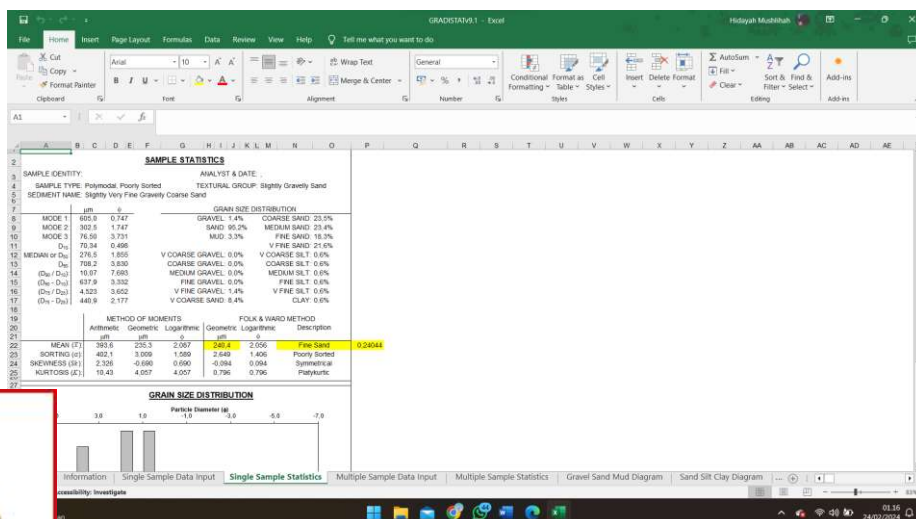 GRADISTATv9.1 - Excel
Hidayah Mushlihah
File Home Insert Page Layout Formulas Data Review View Help Tell me what you want to do
Cut
Copy
Format Painter
Paste
Clipboard
Arial 10
B I U
Font
Wrap Text
Merge & Center
Alignment
General
Number
Conditional Formatting
Format as Table
Cell Styles
Styles
Insert Delete Format
Cells
AutoSum
Fill
Clear
Sort & Filter
Find & Select
Editing
Add-ins
Add-ins
A1
A B C D E F G H I J K L M N O P Q R S T U V W X Y Z AA AB AC AD AE
SAMPLE STATISTICS
SAMPLE IDENTITY: ANALYST & DATE: ,
SAMPLE TYPE: Polymodal, Poorly Sorted TEXTURAL GROUP: Slightly Gravelly Sand
SEDIMENT NAME: Slightly Very Fine Gravelly Coarse Sand
µm ϕ GRAIN SIZE DISTRIBUTION
MODE 1: 605,0 0,747 GRAVEL: 1,4% COARSE SAND: 23,5%
MODE 2: 302,5 1,747 SAND: 95,2% MEDIUM SAND: 23,4%
MODE 3: 76,50 3,731 MUD: 3,3% FINE SAND: 18,3%
D10: 70,34 0,498 V FINE SAND: 21,6%
MEDIAN or D50: 276,5 1,855 V COARSE GRAVEL: 0,0% V COARSE SILT: 0,6%
D90: 708,2 3,830 COARSE GRAVEL: 0,0% COARSE SILT: 0,6%
(D90 / D10): 10,07 7,693 MEDIUM GRAVEL: 0,0% MEDIUM SILT: 0,6%
(D90 - D10): 637,9 3,332 FINE GRAVEL: 0,0% FINE SILT: 0,6%
(D75 / D25): 4,523 3,652 V FINE GRAVEL: 1,4% V FINE SILT: 0,6%
(D75 - D25): 440,9 2,177 V COARSE SAND: 8,4% CLAY: 0,6%
METHOD OF MOMENTS FOLK & WARD METHOD
Arithmetic Geometric Logarithmic Geometric Logarithmic Description
µm µm ϕ µm ϕ
MEAN (x̄): 393,6 235,3 2,087 240,4 2,056 Fine Sand 0,24044
SORTING (σ): 402,1 3,009 1,589 2,649 1,406 Poorly Sorted
SKEWNESS (Sk): 2,326 -0,690 0,690 -0,094 0,094 Symmetrical
KURTOSIS (K): 10,43 4,057 4,057 0,796 0,796 Platykurtic
GRAIN SIZE DISTRIBUTION
Particle Diameter (ϕ)
3,0 1,0 -1,0 -3,0 -5,0 -7,0
Information Single Sample Data Input Single Sample Statistics Multiple Sample Data Input Multiple Sample Statistics Gravel Sand Mud Diagram Sand Silt Clay Diagram
Accessibility: Investigate
01.16
24/02/2024